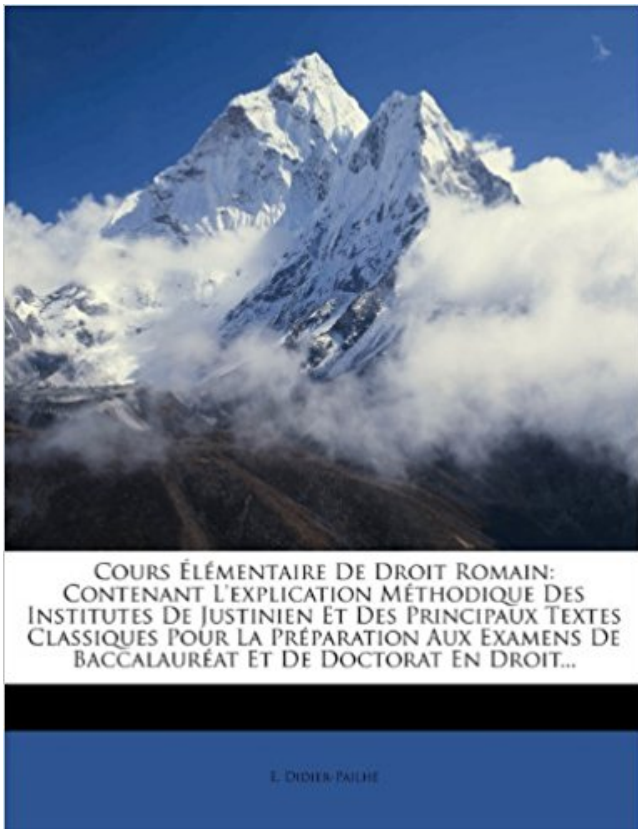 Cours Élémentaire De Droit Romain:
Contenant L'explication Méthodique Des
Institutes De Justinien Et Des Principaux Textes
Classiques Pour La Préparation Aux Examens De
Baccalauréat Et De Doctorat En Droit...
E. Didier-Pailhé